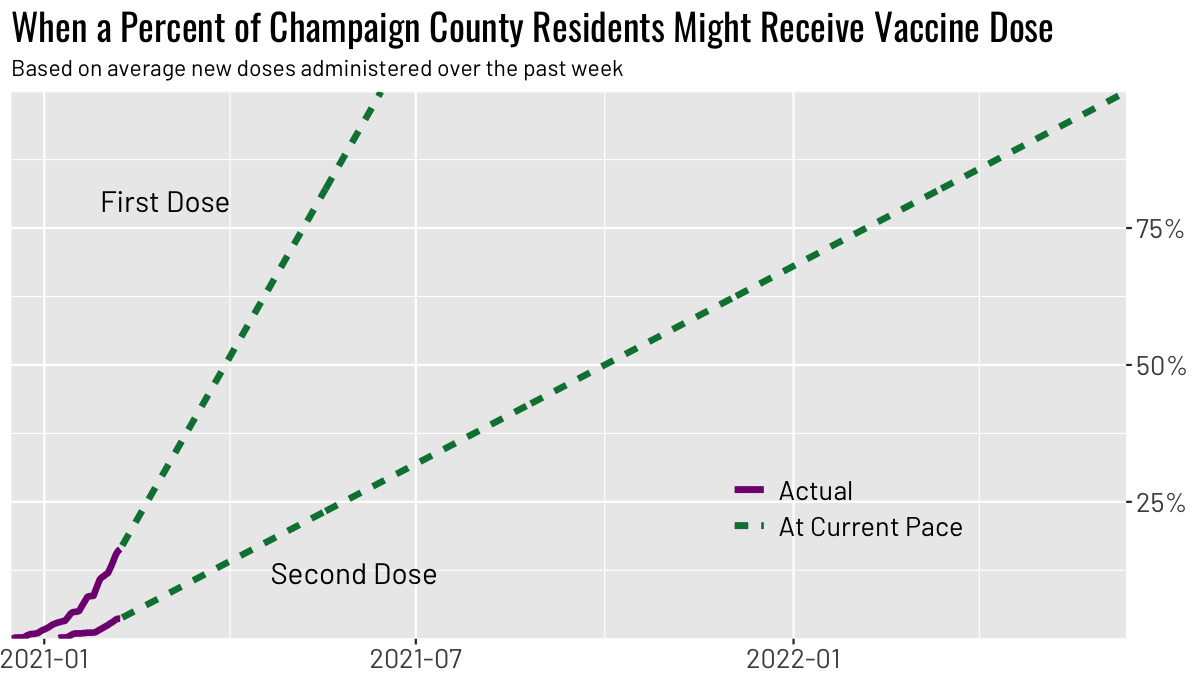 When a Percent of Champaign County Residents Might Receive Vaccine Dose
Based on average new doses administered over the past week
First Dose
75%
50%
Actual
25%
At Current Pace
Second Dose
2021-01
2021-07
2022-01